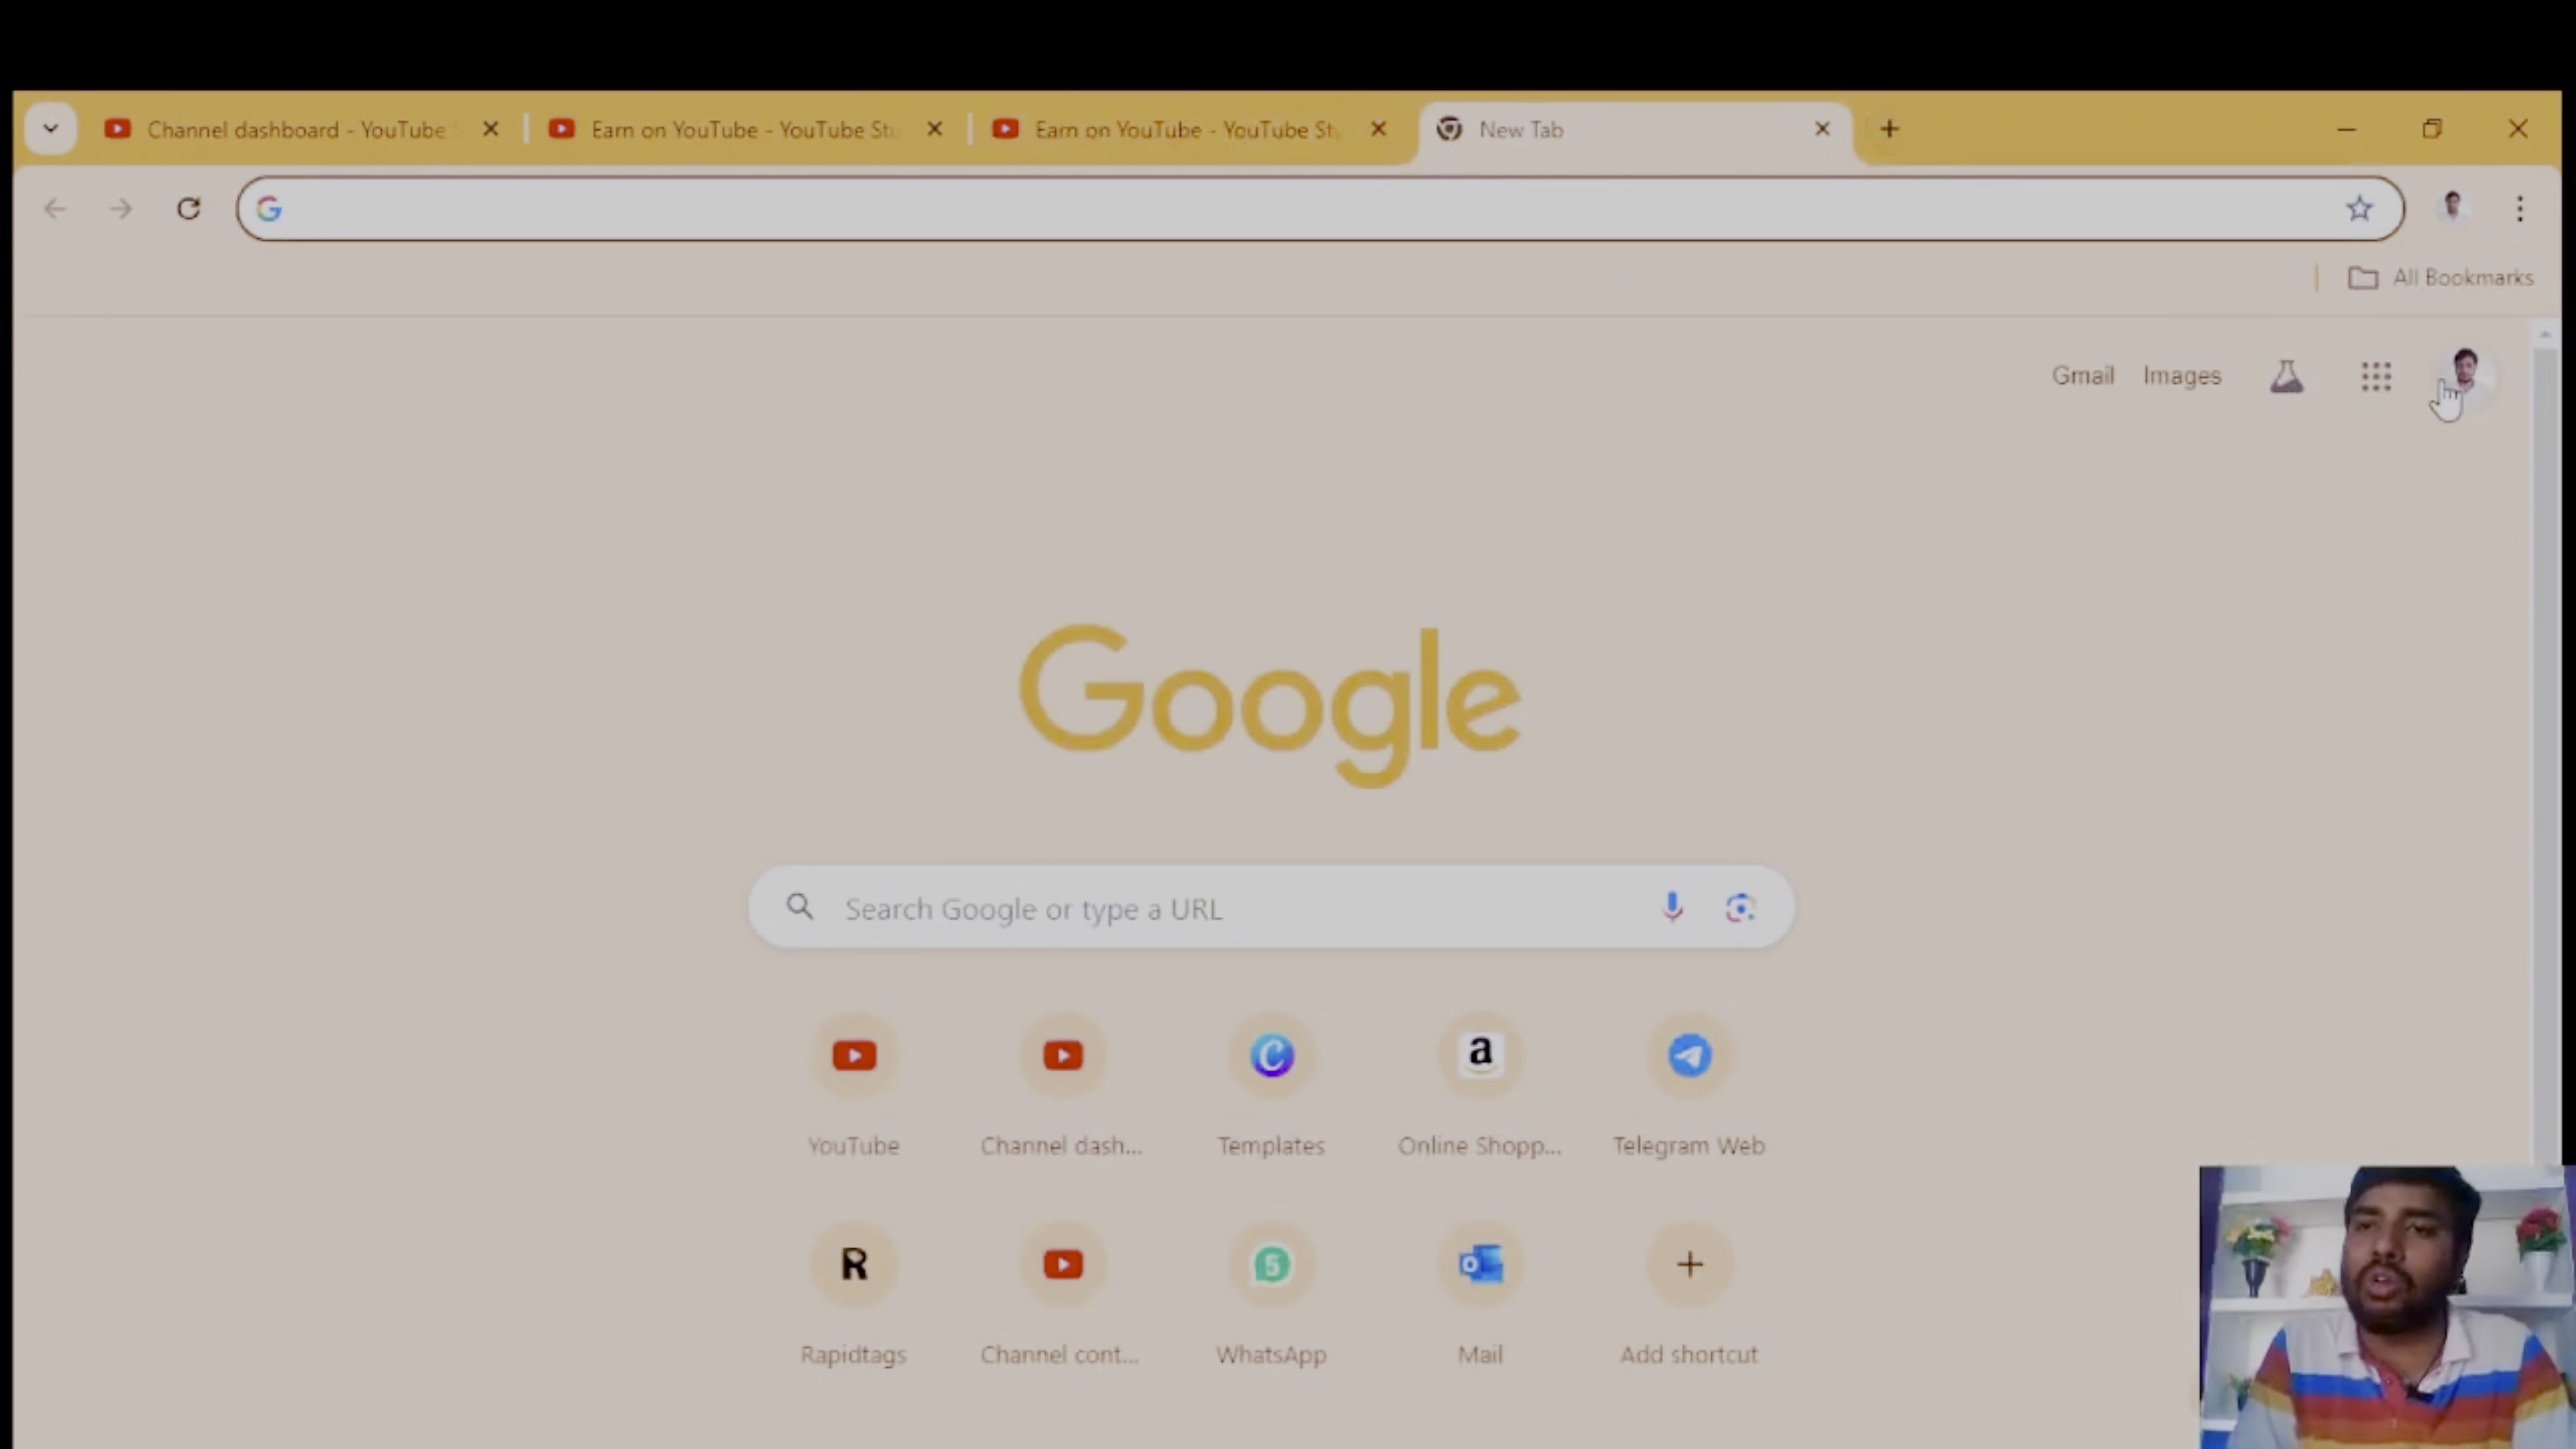 Channel dashboard - YouTube
Earn on YouTube - YouTube Stu
Earn on YouTube - YouTube St
New Tab
All Bookmarks
Gmail Images
Google
Search Google or type a URL
YouTube Channel dash... Templates Online Shopp... Telegram Web
Rapidtags Channel cont... WhatsApp Mail Add shortcut